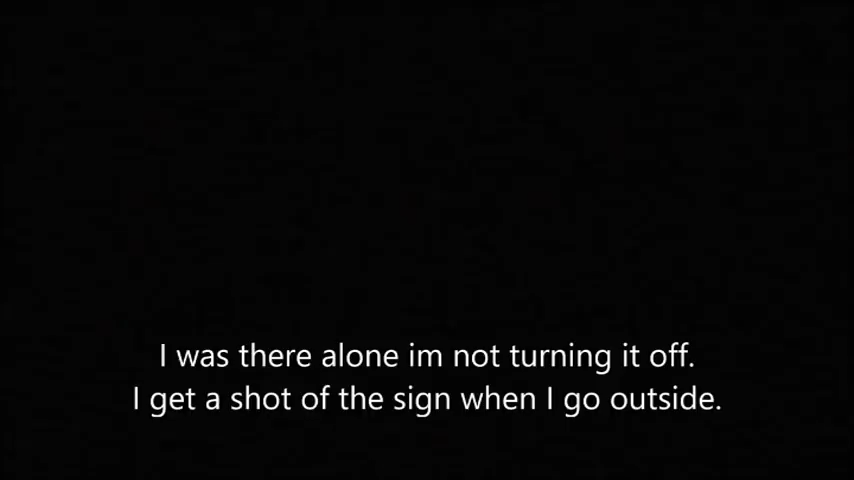 I was there alone im not turning it off.
I get a shot of the sign when I go outside.